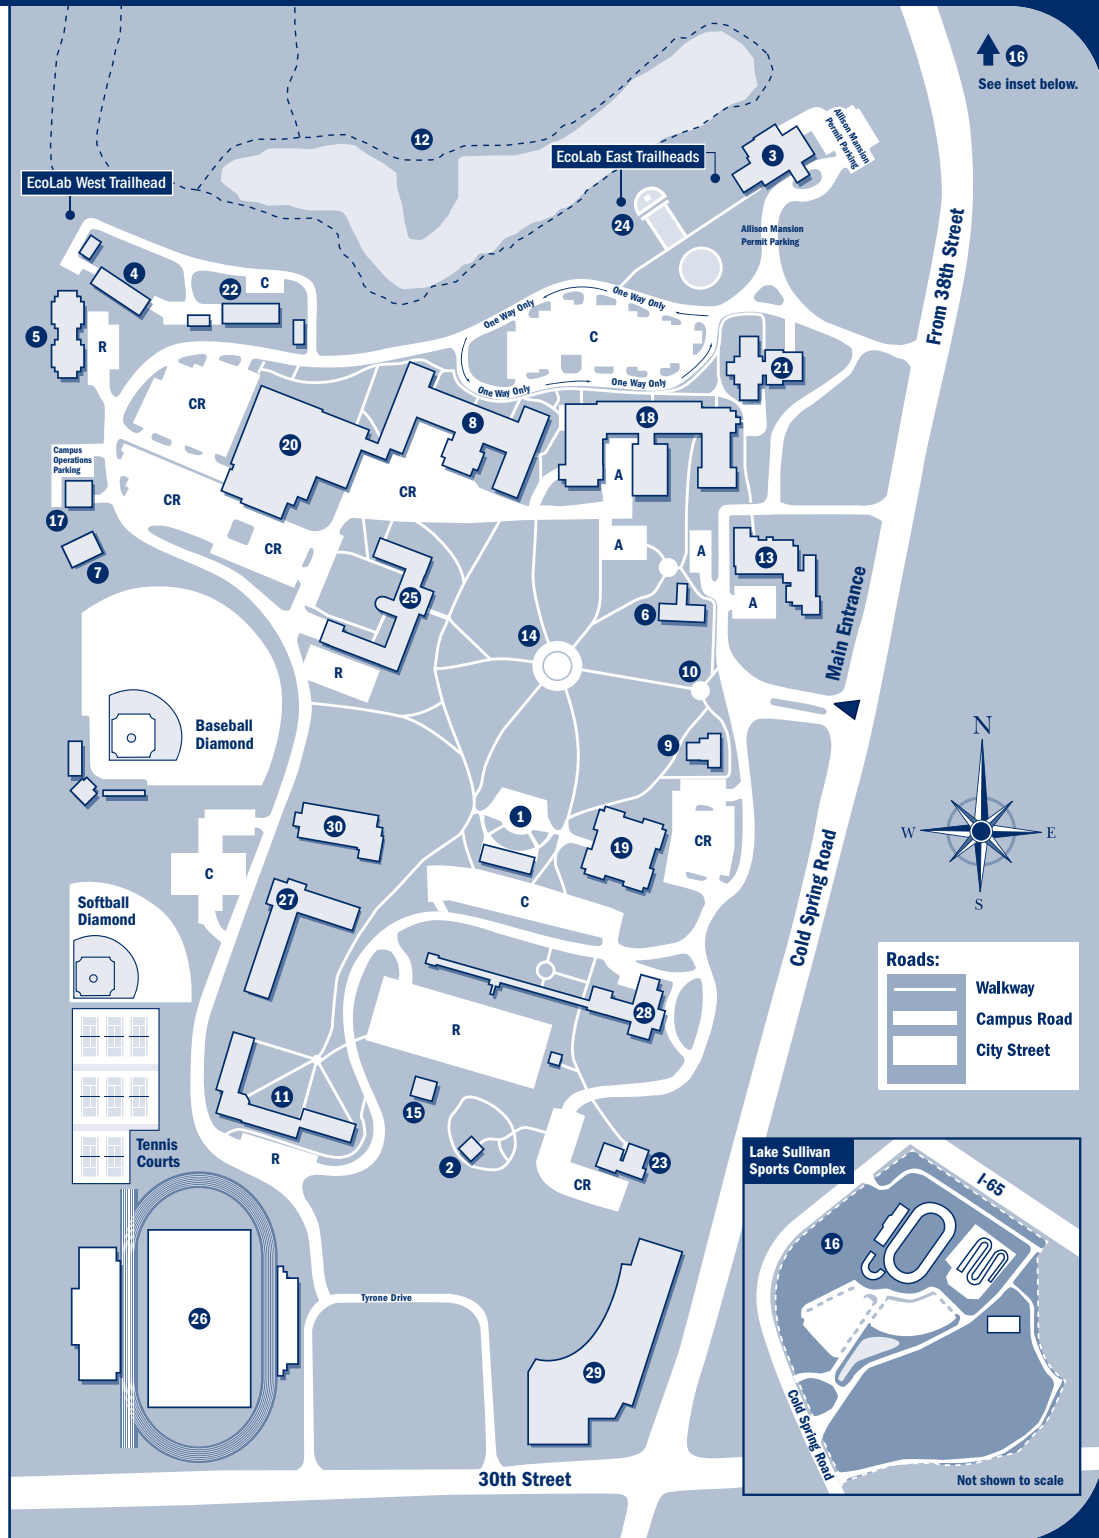 16
See inset below.
12
EcoLab East Trailheads
3
Allison Mansion
Permit Parking
EcoLab West Trailhead
24
Allison Mansion
Permit Parking
From 38th Street
4
22
C
5
R
One Way Only
One Way Only
C
One Way Only
One Way Only
21
CR
8
18
20
Campus
Operations
Parking
CR
CR
A
17
CR
A
A
13
7
25
6
A
14
Main Entrance
R
10
Baseball
Diamond
9
N
W
E
S
1
30
19
CR
C
27
C
Cold Spring Road
Softball
Diamond
28
R
Roads:
Walkway
Campus Road
City Street
11
15
Tennis
Courts
R
2
23
CR
Lake Sullivan
Sports Complex
I-65
16
Cold Spring Road
Not shown to scale
Tyrone Drive
26
29
30th Street